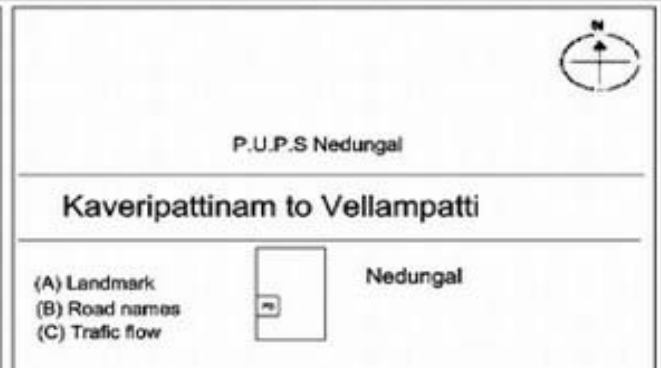 N
P.U.P.S Nedungal
Kaveripattinam to Vellampatti
Nedungal
(A) Landmark
(B) Road names
(C) Trafic flow